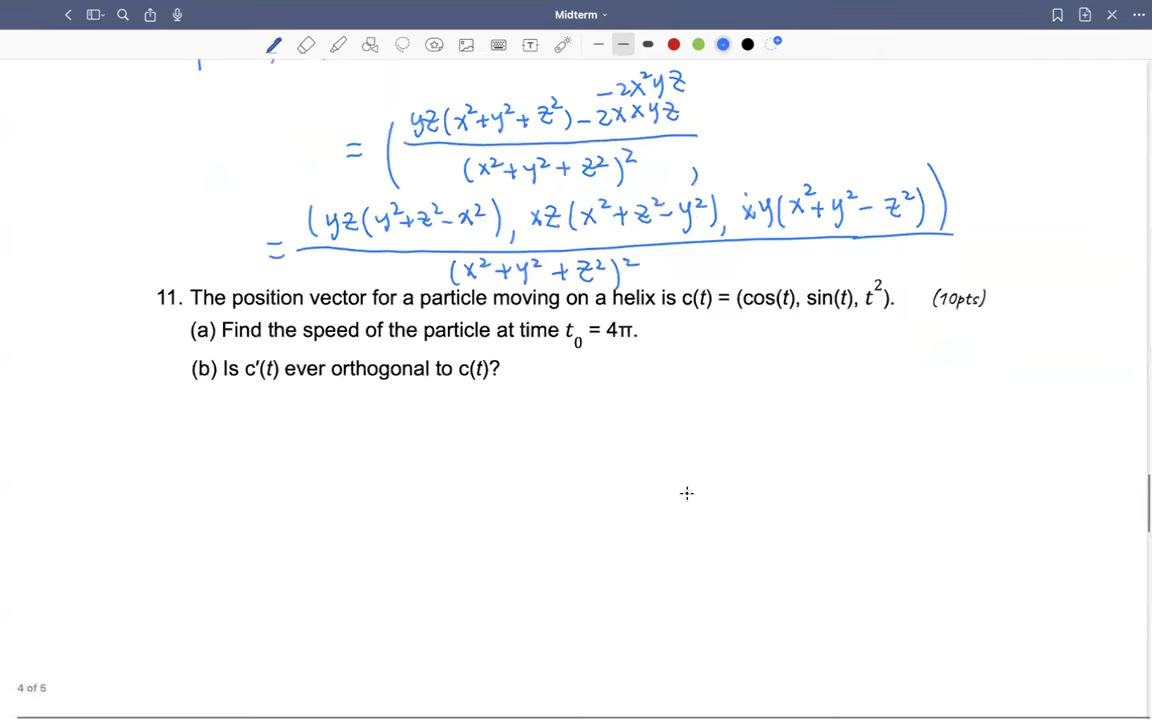 Midterm
-2x²yz
= ( yz(x²+y²+z²) - 2xxyz
(x²+y²+z²)² ,
= (yz(y²+z²-x²), xz(x²+z²-y²), xy(x²+y²-z²))
(x²+y²+z²)²
11. The position vector for a particle moving on a helix is c(t) = (cos(t), sin(t), t²). (10pts)
(a) Find the speed of the particle at time t₀ = 4π.
(b) Is c′(t) ever orthogonal to c(t)?
4 of 5